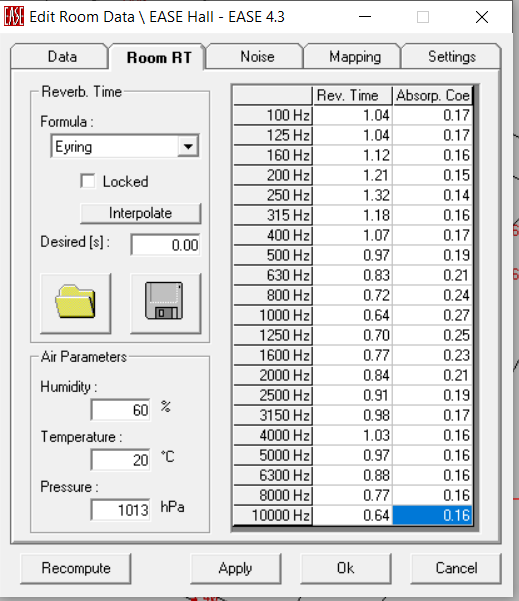 EASE Edit Room Data \ EASE Hall - EASE 4.3
Data Room RT Noise Mapping Settings
Reverb. Time
Formula :
Eyring
Locked
Interpolate
Desired [s] : 0.00
Air Parameters
Humidity :
60 %
Temperature :
20 °C
Pressure :
1013 hPa
Rev. Time Absorp. Coe
100 Hz 1.04 0.17
125 Hz 1.04 0.17
160 Hz 1.12 0.16
200 Hz 1.21 0.15
250 Hz 1.32 0.14
315 Hz 1.18 0.16
400 Hz 1.07 0.17
500 Hz 0.97 0.19
630 Hz 0.83 0.21
800 Hz 0.72 0.24
1000 Hz 0.64 0.27
1250 Hz 0.70 0.25
1600 Hz 0.77 0.23
2000 Hz 0.84 0.21
2500 Hz 0.91 0.19
3150 Hz 0.98 0.17
4000 Hz 1.03 0.16
5000 Hz 0.97 0.16
6300 Hz 0.88 0.16
8000 Hz 0.77 0.16
10000 Hz 0.64 0.16
Recompute Apply Ok Cancel